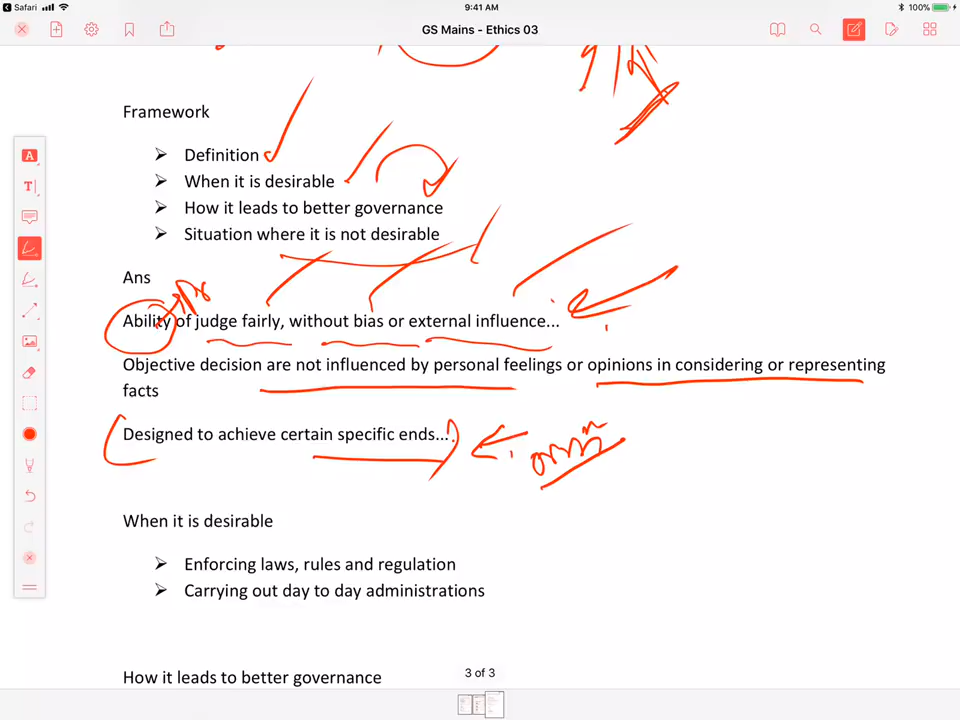 Safari
9:41 AM
100%
GS Mains - Ethics 03
Framework
Definition
When it is desirable
How it leads to better governance
Situation where it is not desirable
Ans
Ability of judge fairly, without bias or external influence...
Objective decision are not influenced by personal feelings or opinions in considering or representing
facts
Designed to achieve certain specific ends...
When it is desirable
Enforcing laws, rules and regulation
Carrying out day to day administrations
How it leads to better governance
3 of 3